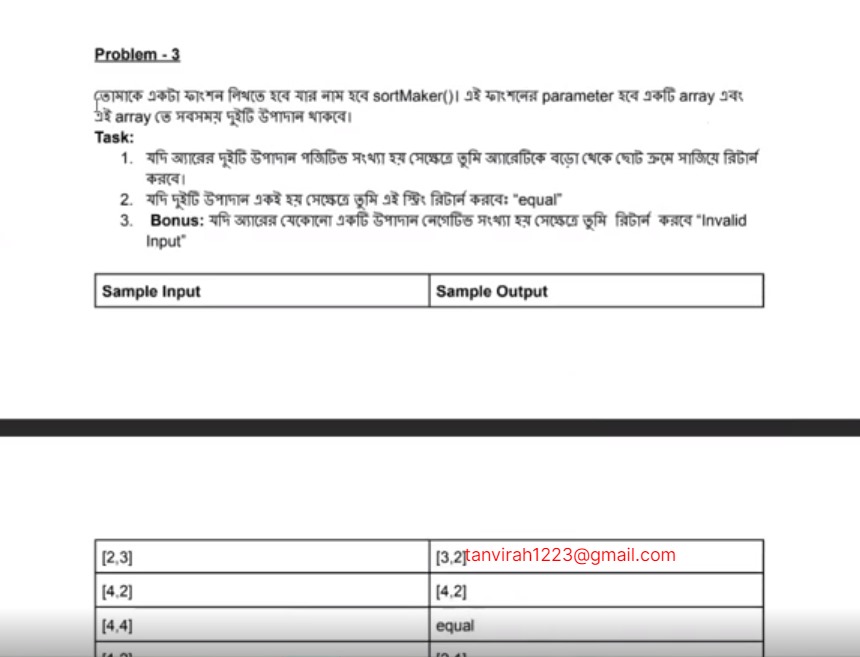 Problem - 3
তোমাকে একটা ফাংশন লিখতে হবে যার নাম হবে sortMaker()। এই ফাংশনের parameter হবে একটি array এবং
এই array তে সবসময় দুইটি উপাদান থাকবে।
Task:
1. যদি অ্যারের দুইটি উপাদান পজিটিভ সংখ্যা হয় সেক্ষেত্রে তুমি অ্যারেটিকে বড়ো থেকে ছোট ক্রমে সাজিয়ে রিটার্ন
করবে।
2. যদি দুইটি উপাদান একই হয় সেক্ষেত্রে তুমি এই স্ট্রিং রিটার্ন করবেঃ “equal”
3. Bonus: যদি অ্যারের যেকোনো একটি উপাদান নেগেটিভ সংখ্যা হয় সেক্ষেত্রে তুমি রিটার্ন করবে “Invalid
Input”
Sample Input Sample Output
[2,3] [3,2] tanvirah1223@gmail.com
[4,2] [4,2]
[4,4] equal